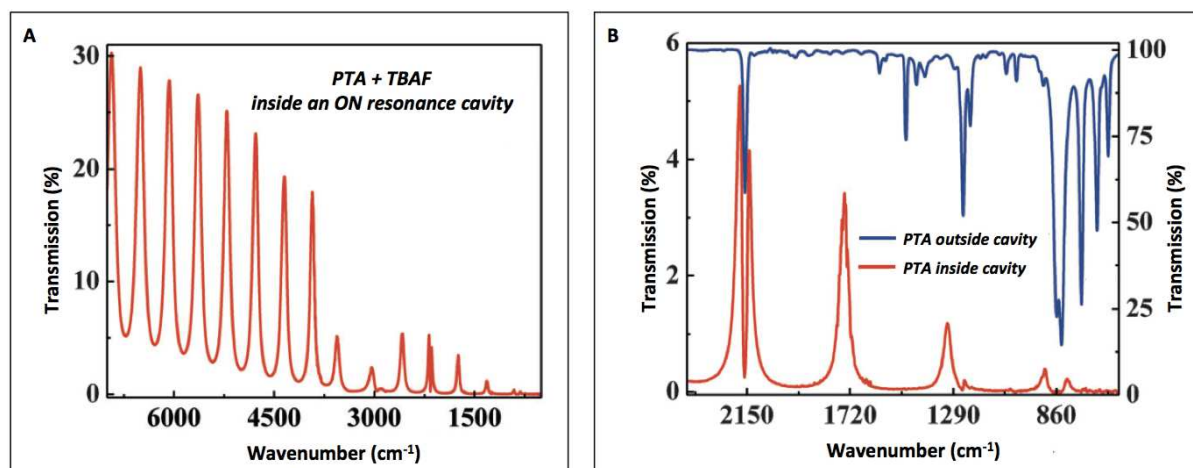 A
PTA + TBAF
inside an ON resonance cavity
30
20
10
0
Transmission (%)
6000
4500
3000
1500
Wavenumber (cm-1)
B
6
4
2
0
Transmission (%)
PTA outside cavity
PTA inside cavity
100
75
50
25
0
Transmission (%)
2150
1720
1290
860
Wavenumber (cm-1)